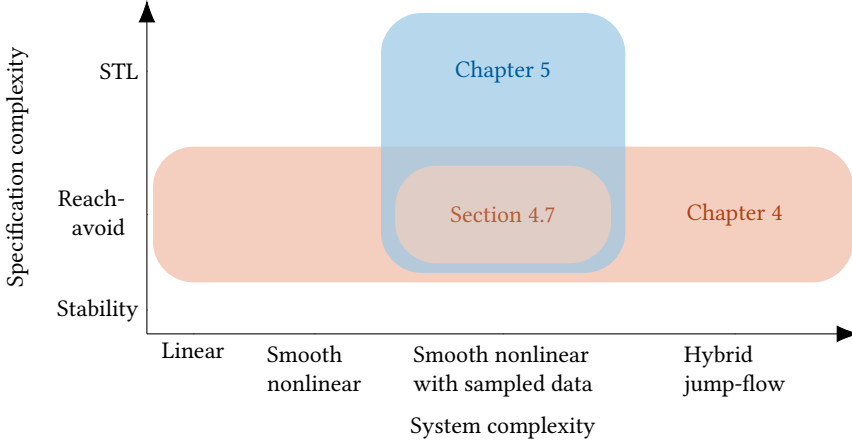 Specification complexity
STL
Reach-
avoid
Stability
Chapter 5
Section 4.7
Chapter 4
Linear
Smooth
nonlinear
Smooth nonlinear
with sampled data
Hybrid
jump-flow
System complexity